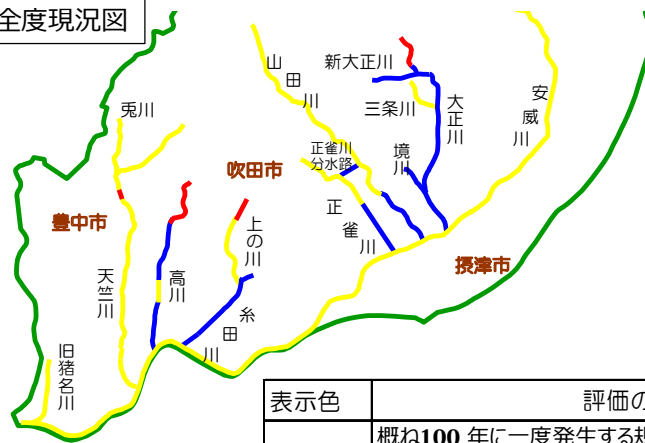 全度現況図
兎川
山田川
新大正川
三条川
大正川
安威川
正雀川
分水路
境川
吹田市
豊中市
正雀川
上の川
摂津市
天竺川
高川
糸田川
旧猪名川
表示色
評価の
概ね100 年に一度発生する規